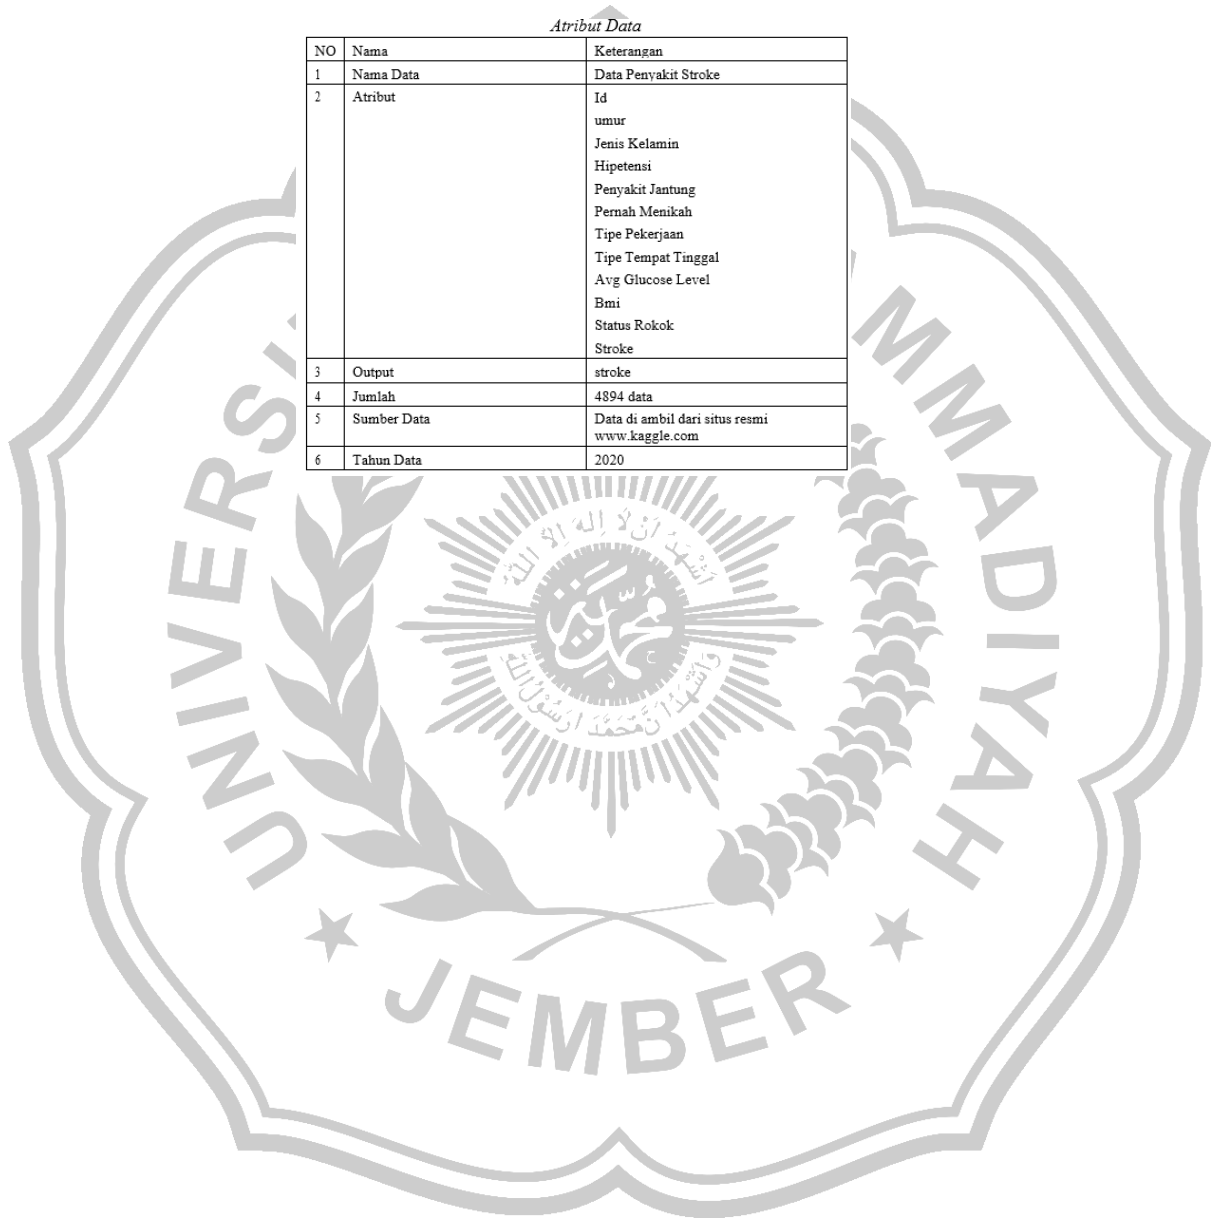 Atribut Data
NO Nama Keterangan
1 Nama Data Data Penyakit Stroke
2 Atribut Id
umur
Jenis Kelamin
Hipetensi
Penyakit Jantung
Pernah Menikah
Tipe Pekerjaan
Tipe Tempat Tinggal
Avg Glucose Level
Bmi
Status Rokok
Stroke
3 Output stroke
4 Jumlah 4894 data
5 Sumber Data Data di ambil dari situs resmi
www.kaggle.com
6 Tahun Data 2020
JEMBER